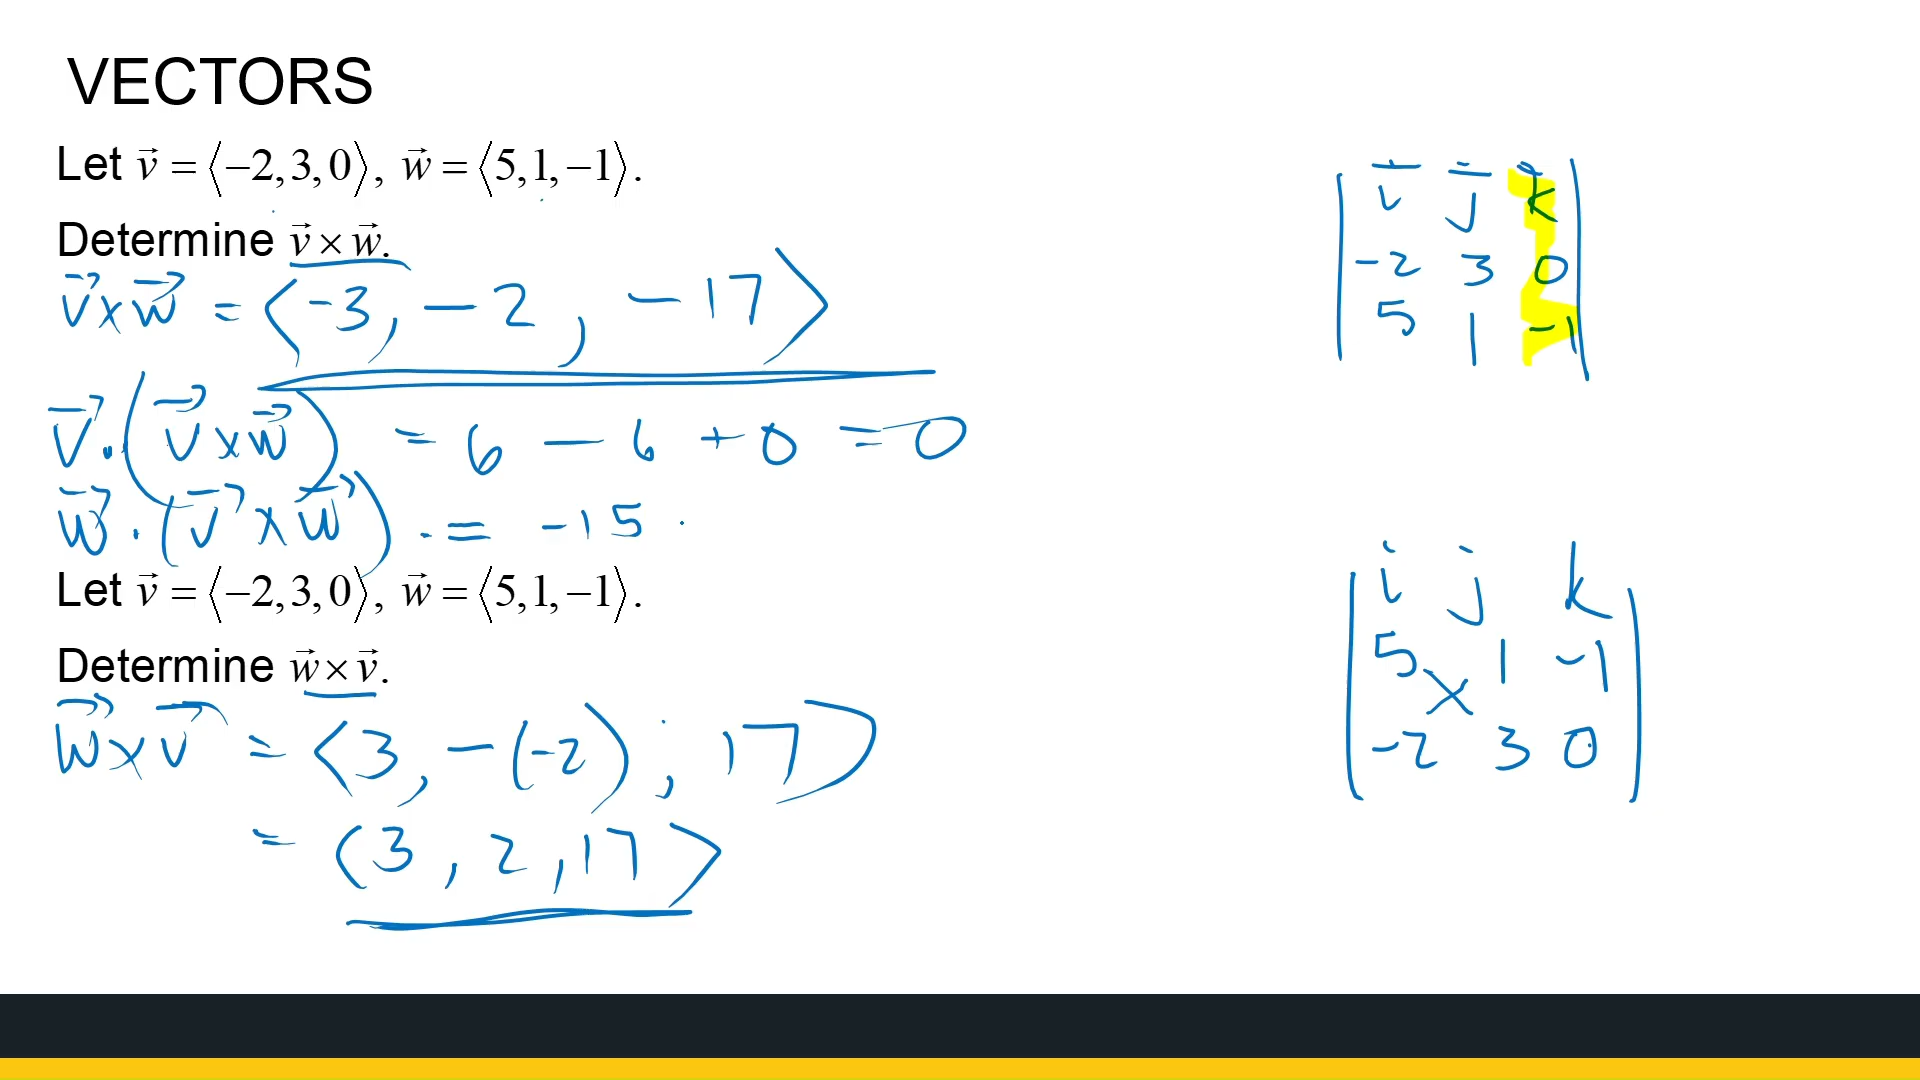 VECTORS
Let v⃗ = ⟨−2,3,0⟩, w⃗ = ⟨5,1,−1⟩.
Determine v⃗ × w⃗.
v⃗ × w⃗ = ⟨-3, −2, −17⟩
v⃗ · (v⃗ × w⃗) = 6 − 6 + 0 = 0
w⃗ · (v⃗ × w⃗) · = -15
Let v⃗ = ⟨−2,3,0⟩, w⃗ = ⟨5,1,−1⟩.
Determine w⃗ × v⃗.
w⃗ × v⃗ = ⟨3, −(-2), 17⟩
= ⟨3, 2, 17⟩
i j k
-2 3 0
5 1 -1
i j k
5 1 -1
-2 3 0